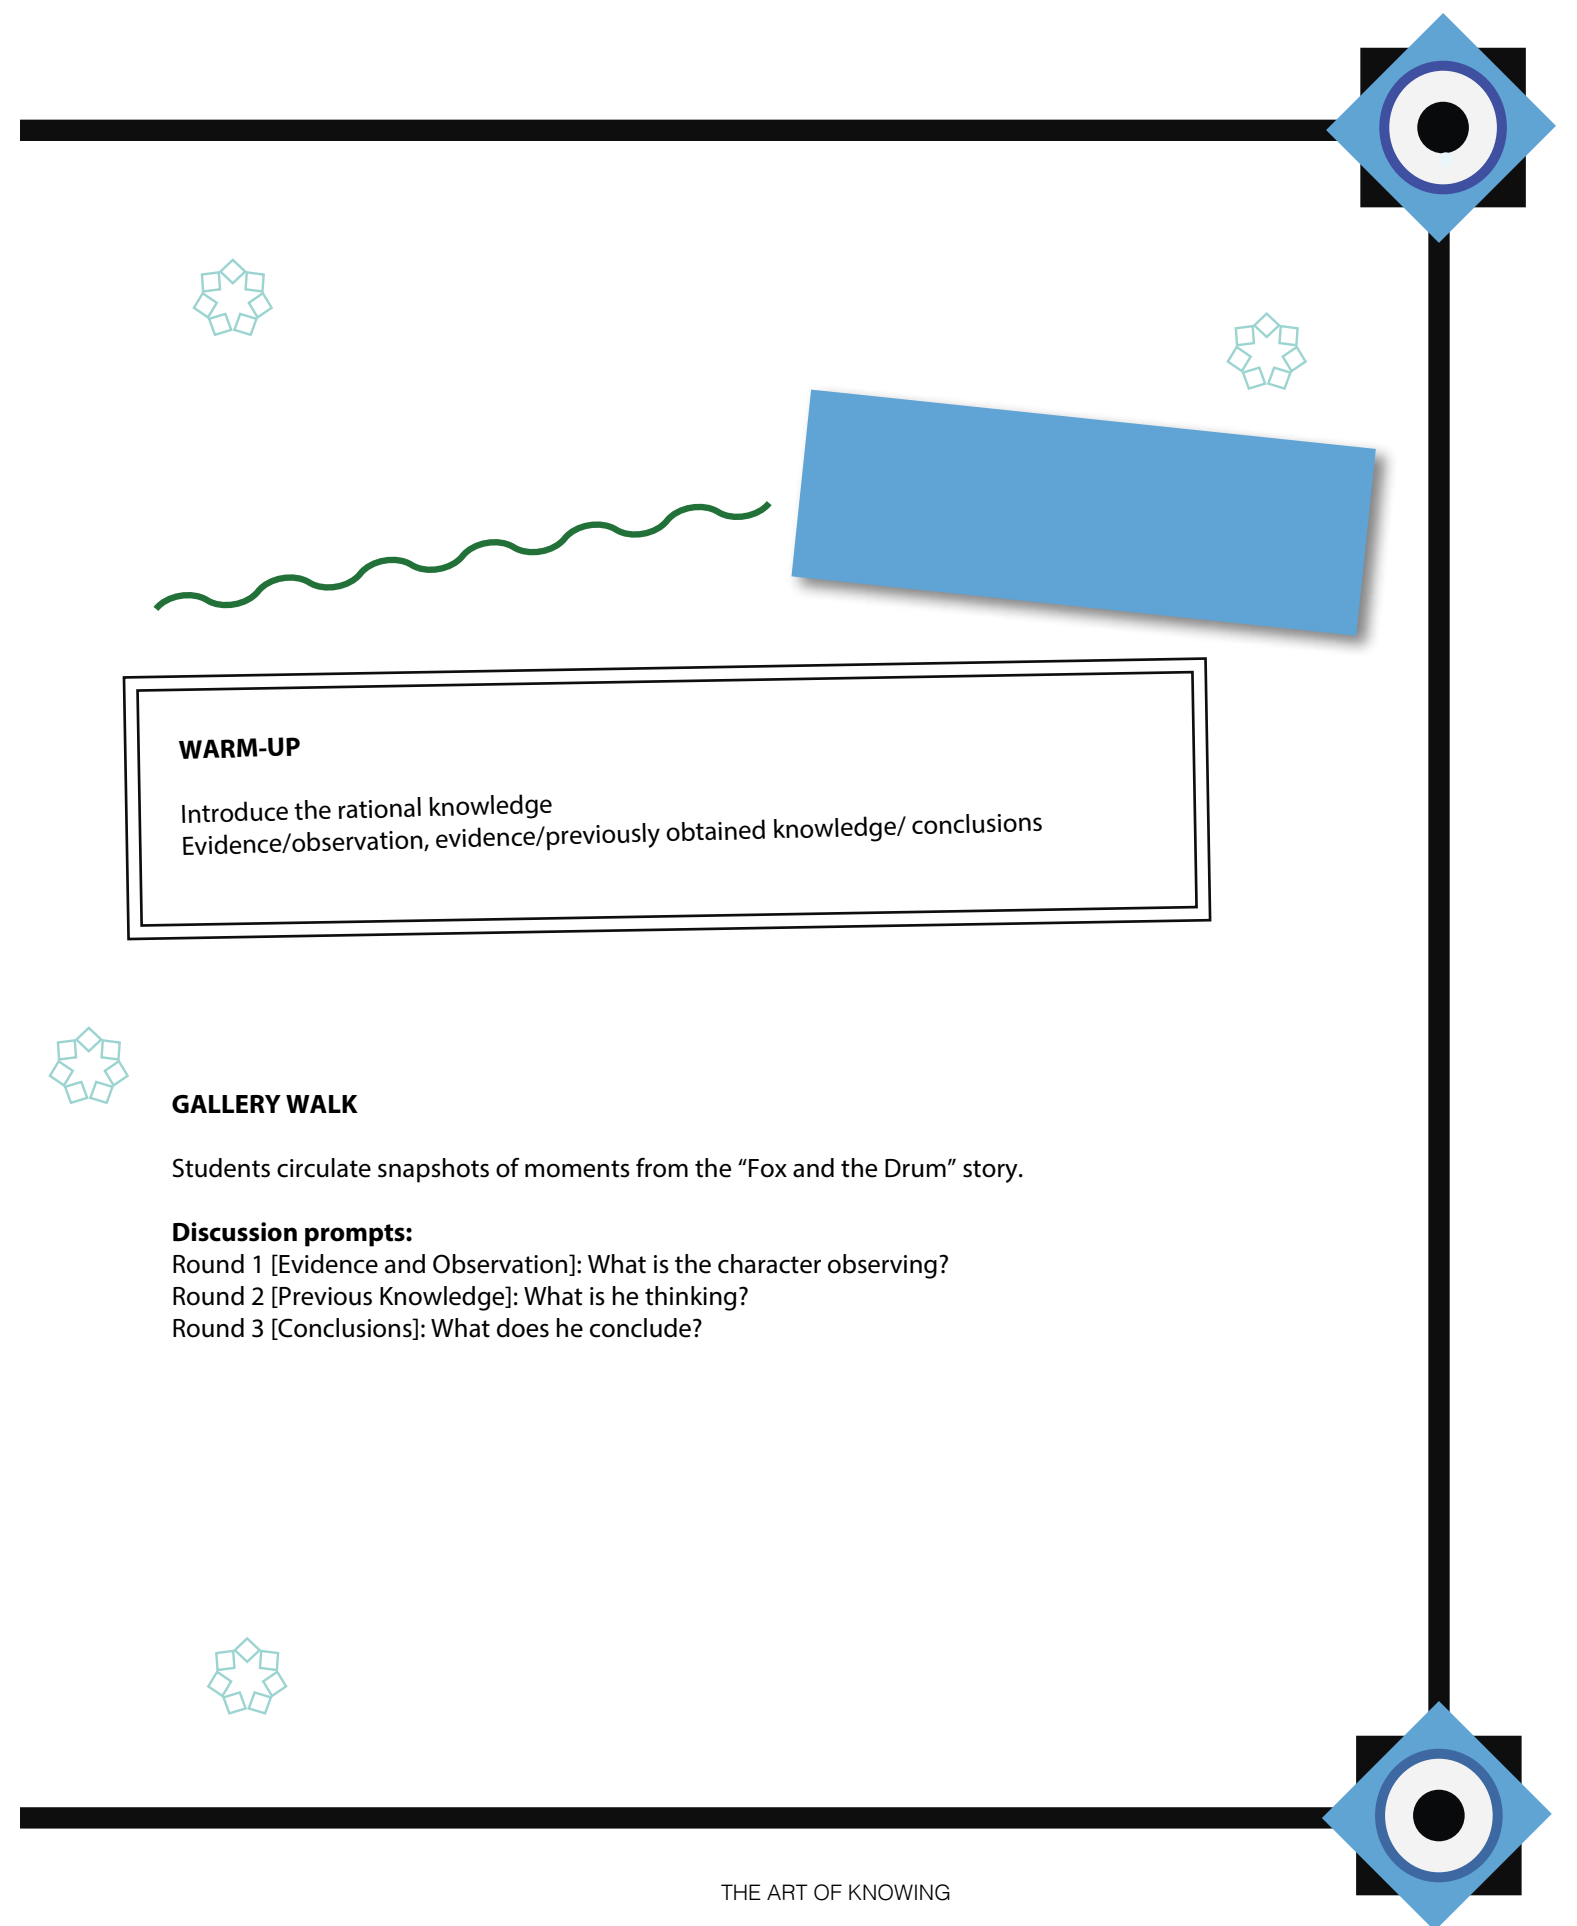 WARM-UP
Introduce the rational knowledge
Evidence/observation, evidence/previously obtained knowledge/ conclusions
GALLERY WALK
Students circulate snapshots of moments from the “Fox and the Drum” story.
Discussion prompts:
Round 1 [Evidence and Observation]: What is the character observing?
Round 2 [Previous Knowledge]: What is he thinking?
Round 3 [Conclusions]: What does he conclude?
THE ART OF KNOWING